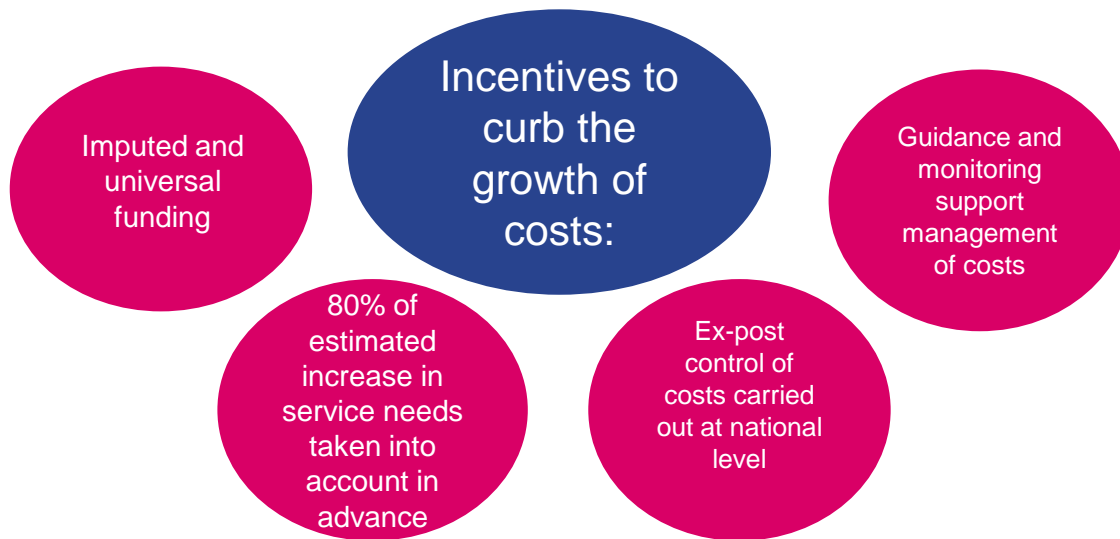 Incentives to
curb the
growth of
costs:
Imputed and
universal
funding
80% of
estimated
increase in
service needs
taken into
account in
advance
Ex-post
control of
costs carried
out at national
level
Guidance and
monitoring
support
management
of costs